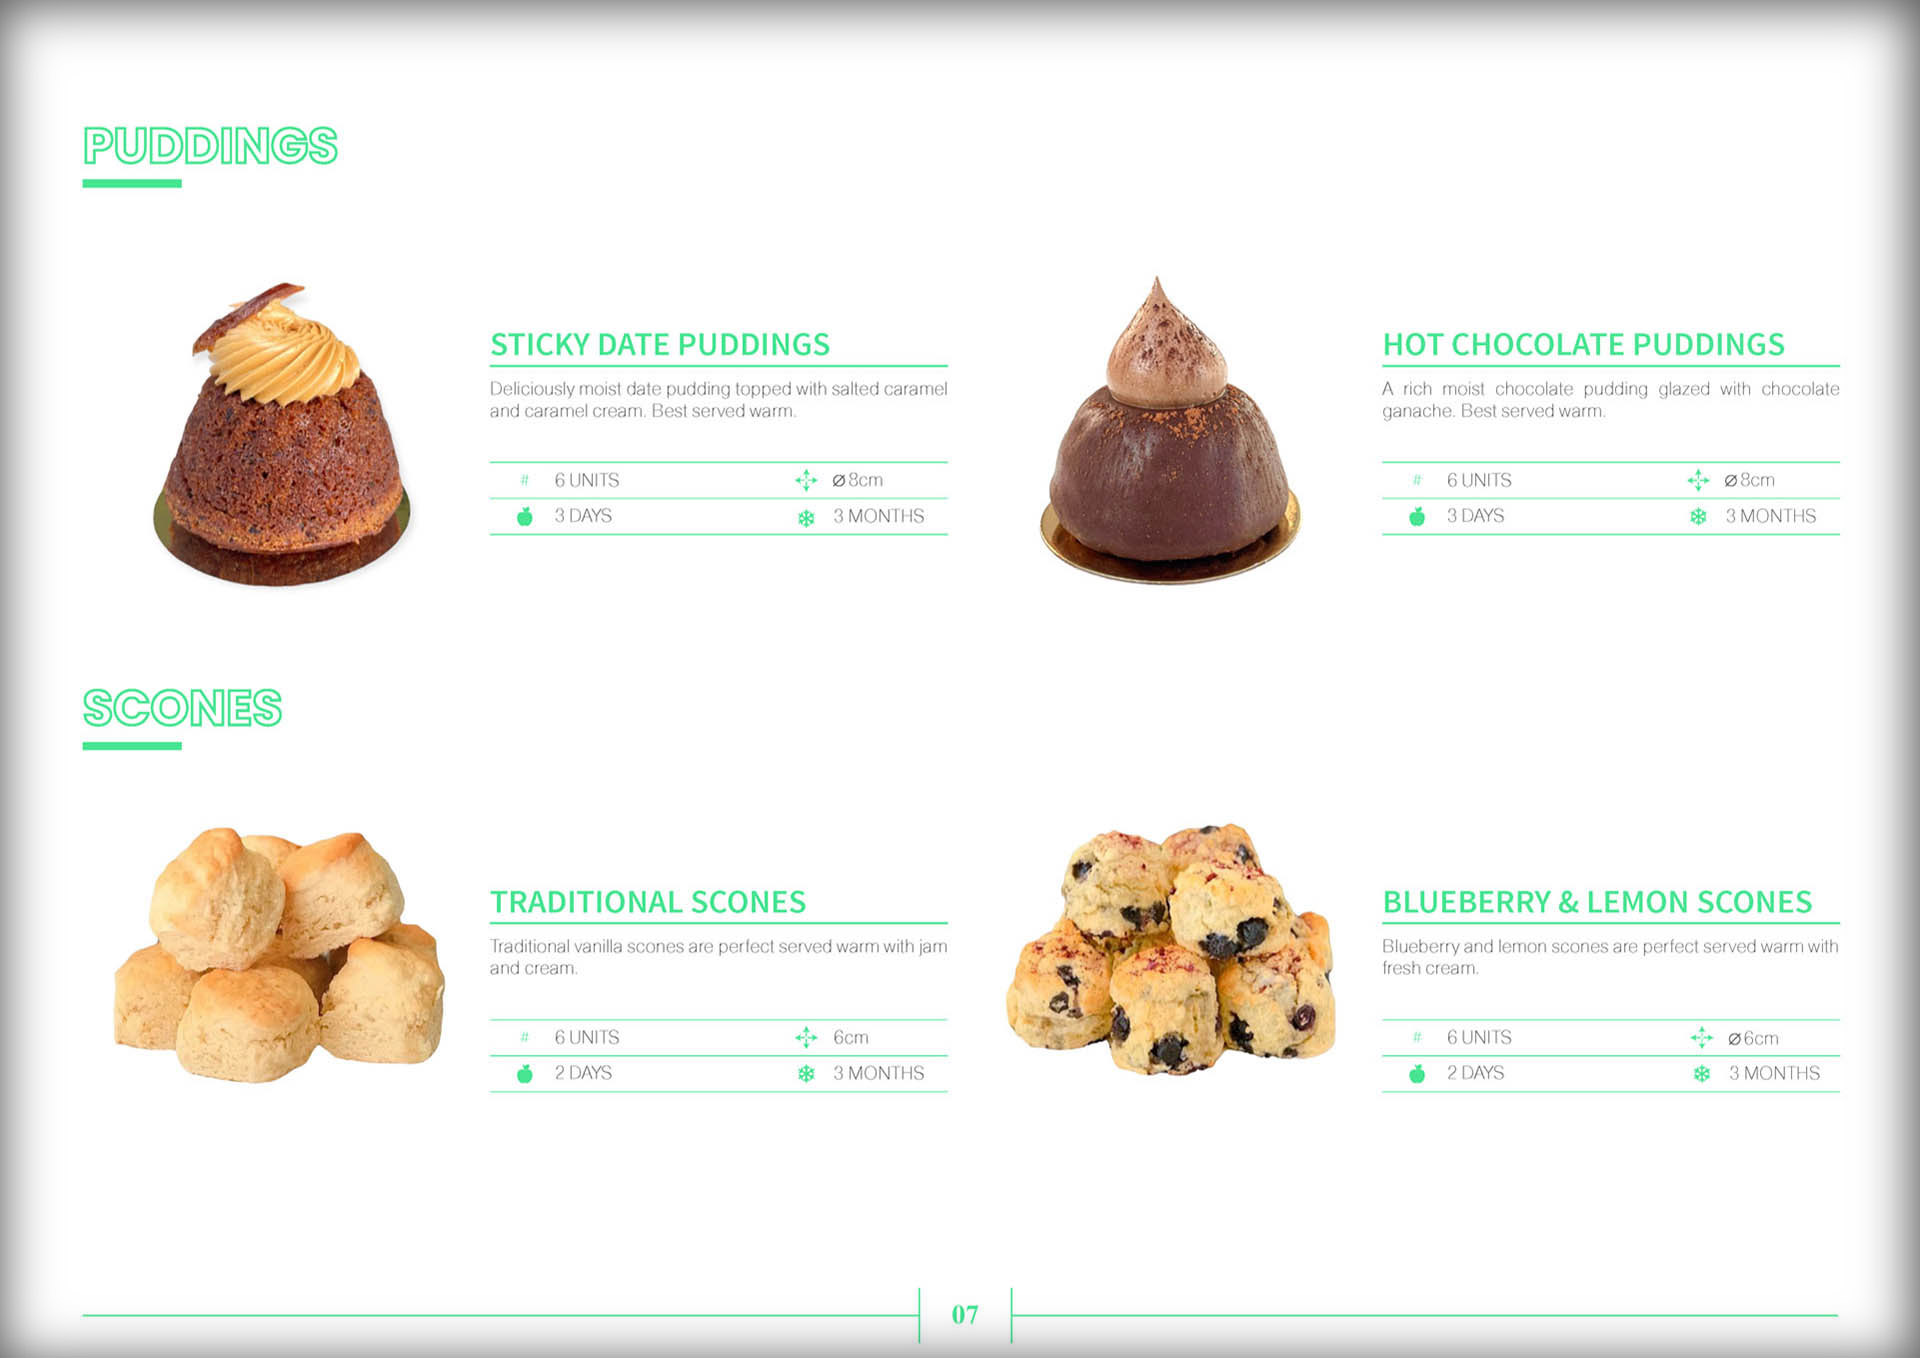 PUDDINGS
STICKY DATE PUDDINGS
Deliciously moist date pudding topped with salted caramel
and caramel cream. Best served warm.
# 6 UNITS Ø 8cm
3 DAYS 3 MONTHS
HOT CHOCOLATE PUDDINGS
A rich moist chocolate pudding glazed with chocolate
ganache. Best served warm.
# 6 UNITS Ø 8cm
3 DAYS 3 MONTHS
SCONES
TRADITIONAL SCONES
Traditional vanilla scones are perfect served warm with jam
and cream.
# 6 UNITS 6cm
2 DAYS 3 MONTHS
BLUEBERRY & LEMON SCONES
Blueberry and lemon scones are perfect served warm with
fresh cream.
# 6 UNITS Ø 6cm
2 DAYS 3 MONTHS
07